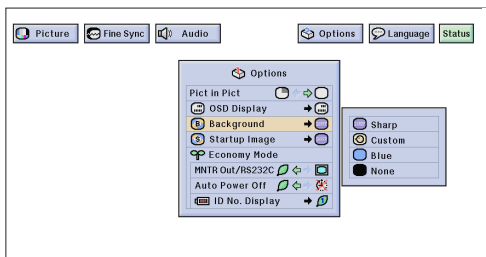 Picture Fine Sync Audio Options Language Status
Options
Pict in Pict
OSD Display
B Background
S Startup Image
Economy Mode
MNTR Out/RS232C
Auto Power Off
ID No. Display
Sharp
Custom
Blue
None